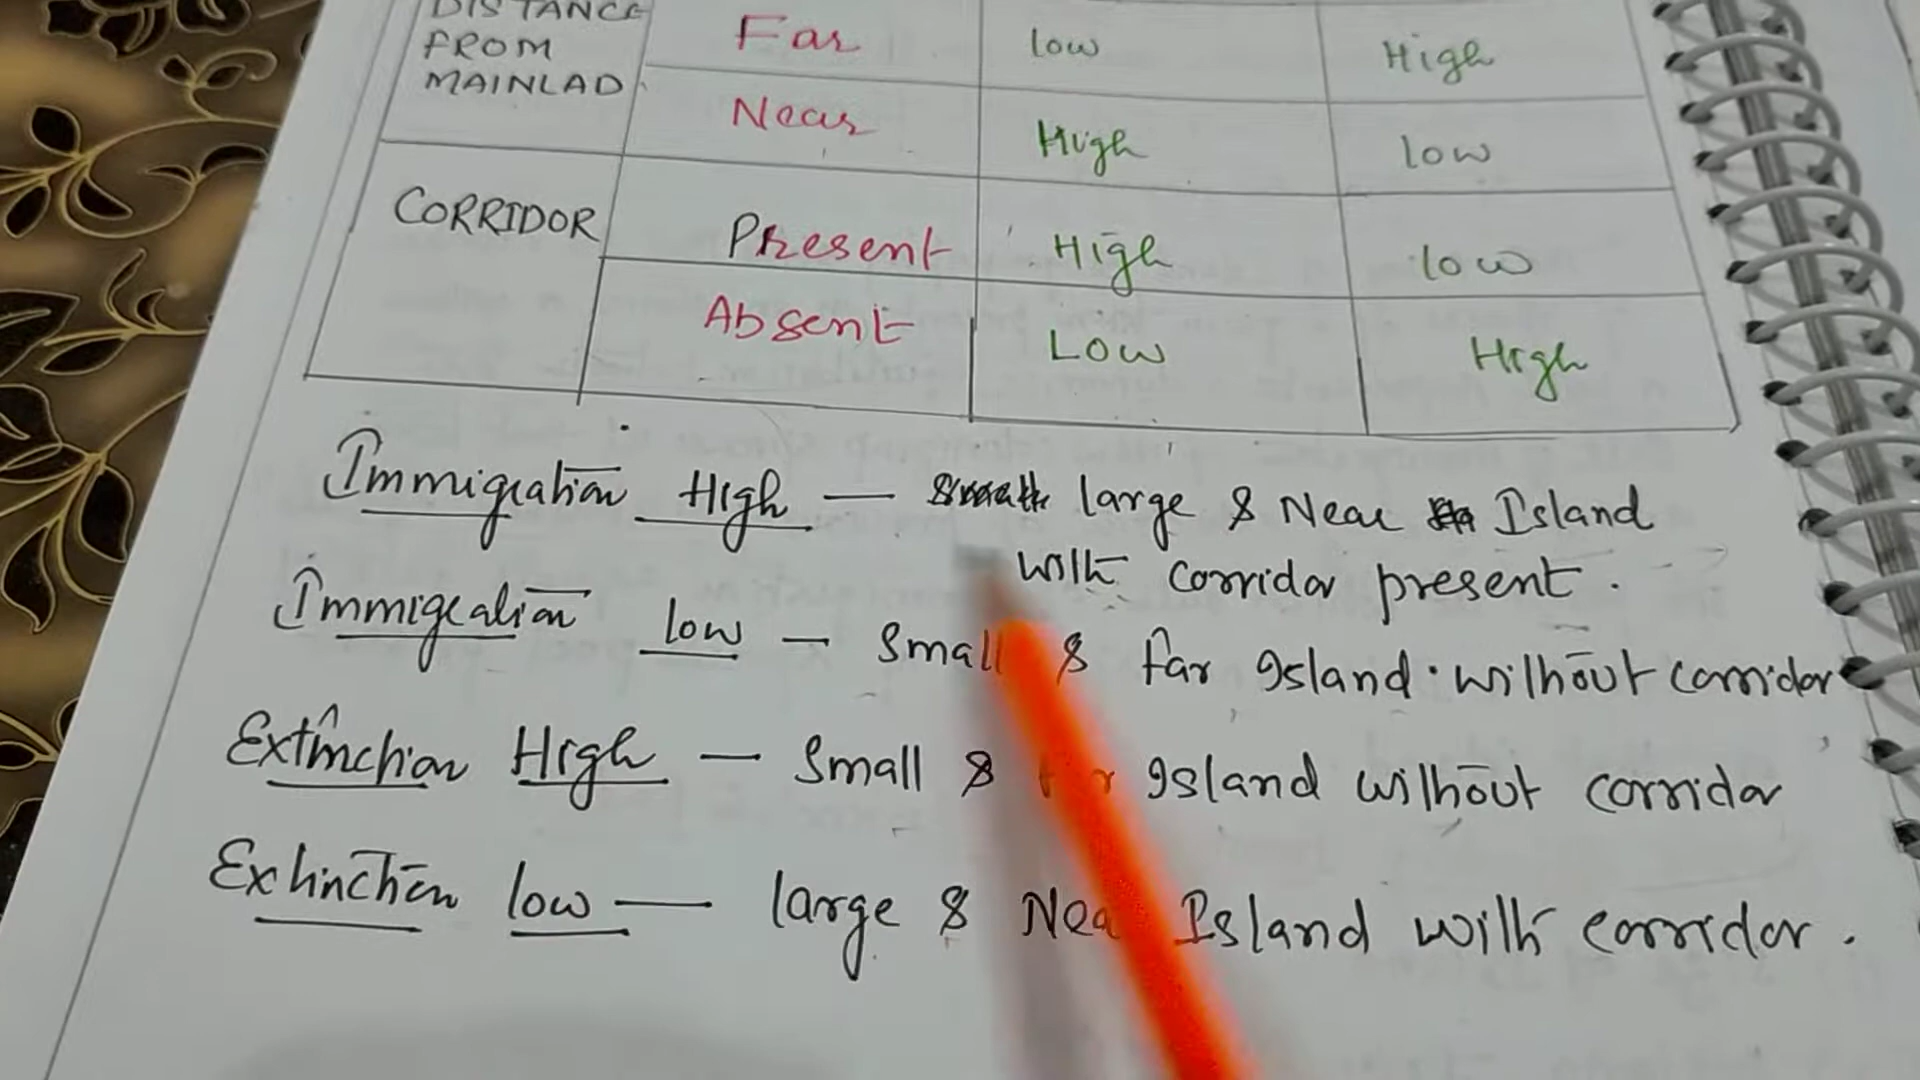 DISTANCE
FROM
MAINLAD
Far low High
Near High low
CORRIDOR
Present High low
Absent Low High
Immigration High — large & Near Island
with corridor present.
Immigration low — Small & far Island. without corridor
Extinction High — Small & Island without corridor
Extinction low — large & Near Island with corridor.